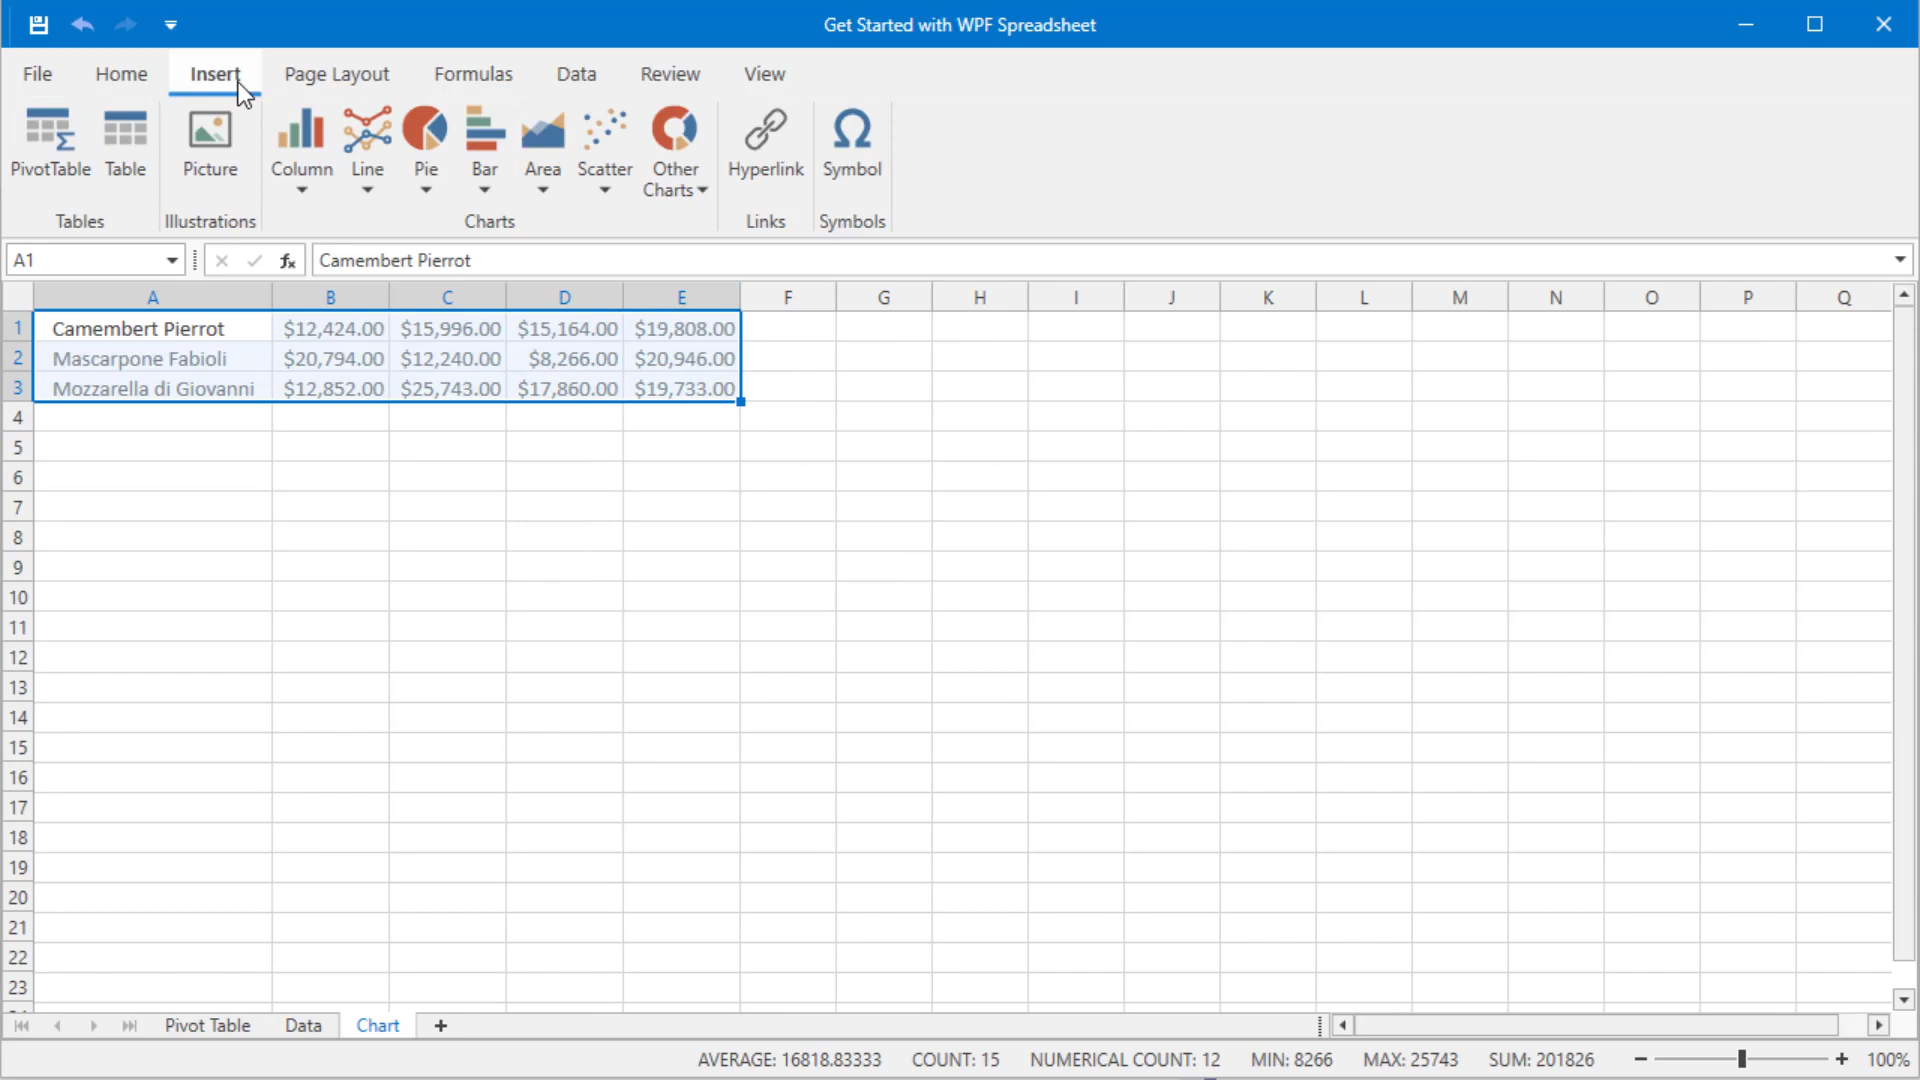 Get Started with WPF Spreadsheet
File Home Insert Page Layout Formulas Data Review View
PivotTable Table Picture Column Line Pie Bar Area Scatter Other Charts Hyperlink Symbol
Tables Illustrations Charts Links Symbols
A1 fx Camembert Pierrot
A B C D E F G H I J K L M N O P Q
1 Camembert Pierrot $12,424.00 $15,996.00 $15,164.00 $19,808.00
2 Mascarpone Fabioli $20,794.00 $12,240.00 $8,266.00 $20,946.00
3 Mozzarella di Giovanni $12,852.00 $25,743.00 $17,860.00 $19,733.00
4
5
6
7
8
9
10
11
12
13
14
15
16
17
18
19
20
21
22
23
Pivot Table Data Chart +
AVERAGE: 16818.83333 COUNT: 15 NUMERICAL COUNT: 12 MIN: 8266 MAX: 25743 SUM: 201826 − + 100%